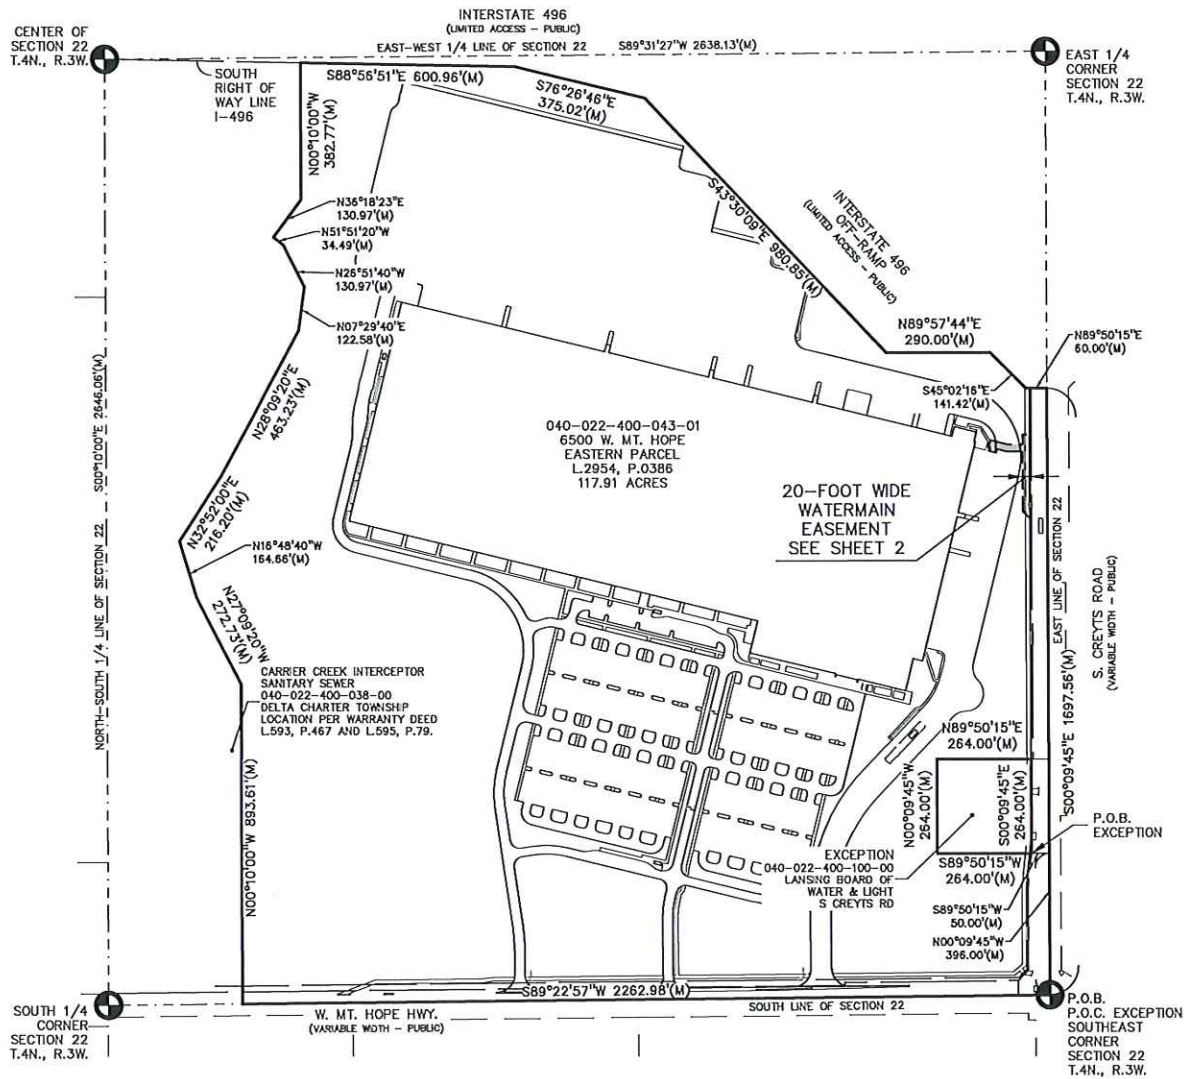 INTERSTATE 496
(LIMITED ACCESS - PUBLIC)
EAST-WEST 1/4 LINE OF SECTION 22 S89°31'27"W 2638.13'(M)
CENTER OF
SECTION 22
T.4N., R.3W.
EAST 1/4
CORNER
SECTION 22
T.4N., R.3W.
SOUTH
RIGHT OF
WAY LINE
I-496
S88°56'51"E 600.96'(M)
S76°26'46"E
375.02'(M)
N00°10'00"W
382.77'(M)
N36°18'23"E
130.97'(M)
N51°51'20"W
34.49'(M)
N26°51'40"W
130.97'(M)
N07°29'40"E
122.58'(M)
S43°30'09"E 980.85'(M)
INTERSTATE 496
OFF-RAMP
(LIMITED ACCESS - PUBLIC)
N89°57'44"E
290.00'(M)
N89°50'15"E
60.00'(M)
S45°02'16"E
141.42'(M)
N28°09'20"E
463.23'(M)
S00°10'00"E 2646.06'(M)
NORTH-SOUTH 1/4 LINE OF SECTION 22
040-022-400-043-01
6500 W. MT. HOPE
EASTERN PARCEL
L.2954, P.0386
117.91 ACRES
20-FOOT WIDE
WATERMAIN
EASEMENT
SEE SHEET 2
N32°52'00"E
216.20'(M)
N16°48'40"W
164.66'(M)
N27°09'20"W
272.73'(M)
CARRIER CREEK INTERCEPTOR
SANITARY SEWER
040-022-400-038-00
DELTA CHARTER TOWNSHIP
LOCATION PER WARRANTY DEED
L.593, P.467 AND L.595, P.79.
N00°10'00"W 893.61'(M)
EAST LINE OF SECTION 22
S00°09'45"E 1697.56'(M)
S. CREYTS ROAD
(VARIABLE WIDTH - PUBLIC)
N89°50'15"E
264.00'(M)
N00°09'45"W
264.00'(M)
S00°09'45"E
264.00'(M)
P.O.B.
EXCEPTION
EXCEPTION
040-022-400-100-00
LANSING BOARD OF
WATER & LIGHT
S CREYTS RD
S89°50'15"W
264.00'(M)
S89°50'15"W
50.00'(M)
N00°09'45"W
396.00'(M)
S89°22'57"W 2262.98'(M)
SOUTH LINE OF SECTION 22
W. MT. HOPE HWY.
(VARIABLE WIDTH - PUBLIC)
SOUTH 1/4
CORNER
SECTION 22
T.4N., R.3W.
P.O.B.
P.O.C. EXCEPTION
SOUTHEAST
CORNER
SECTION 22
T.4N., R.3W.